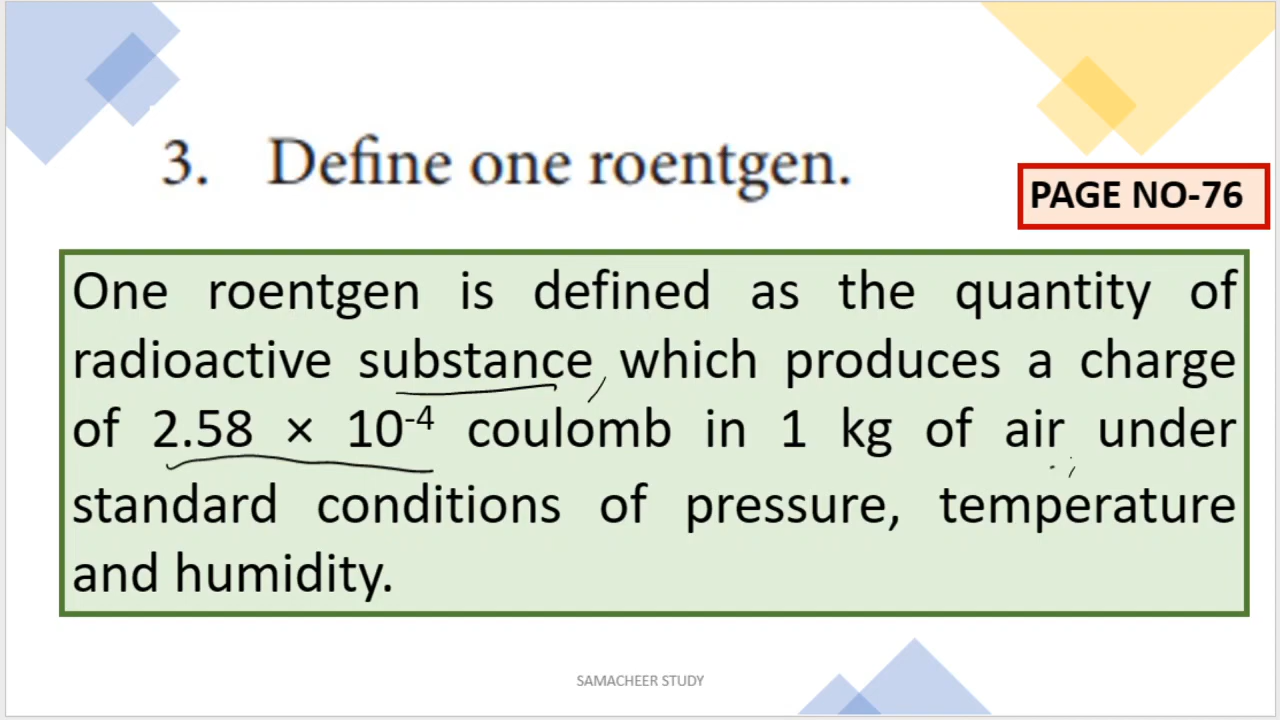 3. Define one roentgen.
PAGE NO-76
One roentgen is defined as the quantity of
radioactive substance which produces a charge
of 2.58 × 10⁻⁴ coulomb in 1 kg of air under
standard conditions of pressure, temperature
and humidity.
SAMACHEER STUDY